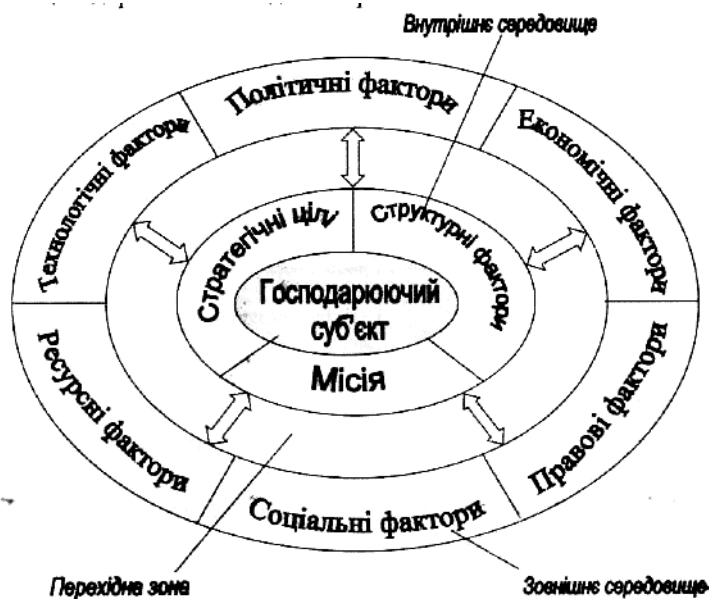 Внутрішнє середовище
Політичні фактори
Економічні фактори
Технологічні фактори
Стратегічні цілі
Структурні фактори
Господарюючий
суб'єкт
Місія
Ресурсні фактори
Правові фактори
Соціальні фактори
Перехідна зона
Зовнішнє середовище